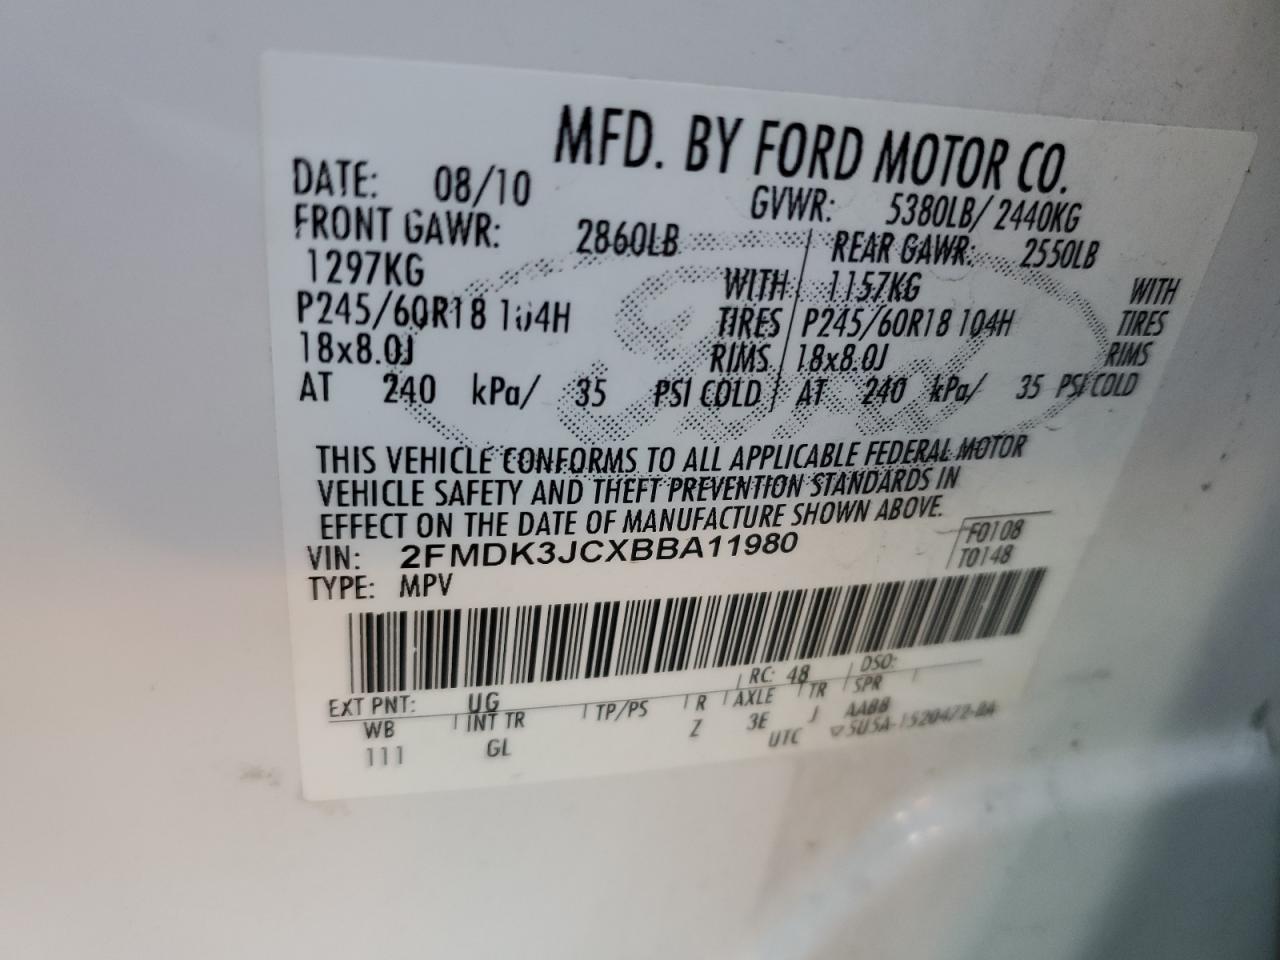 MFD. BY FORD MOTOR CO.
DATE: 08/10 GVWR: 5380LB/ 2440KG
FRONT GAWR: 2860LB REAR GAWR: 2550LB
1297KG WITH 1157KG WITH
P245/60R18 104H TIRES P245/60R18 104H TIRES
18x8.0J RIMS 18x8.0J RIMS
AT 240 kPa/ 35 PSI COLD AT 240 kPa/ 35 PSI COLD
THIS VEHICLE CONFORMS TO ALL APPLICABLE FEDERAL MOTOR
VEHICLE SAFETY AND THEFT PREVENTION STANDARDS IN
EFFECT ON THE DATE OF MANUFACTURE SHOWN ABOVE.
VIN: 2FMDK3JCXBBA11980 F0108
TYPE: MPV T0148
EXT PNT: UG RC: 48 DSO:
WB INT TR TP/PS R AXLE TR SPR
111 GL Z 3E J AABB
UTC